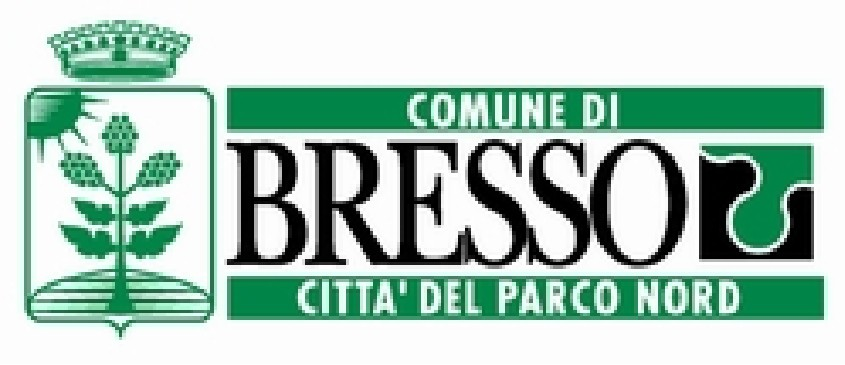 COMUNE DI
BRESSO
CITTA' DEL PARCO NORD